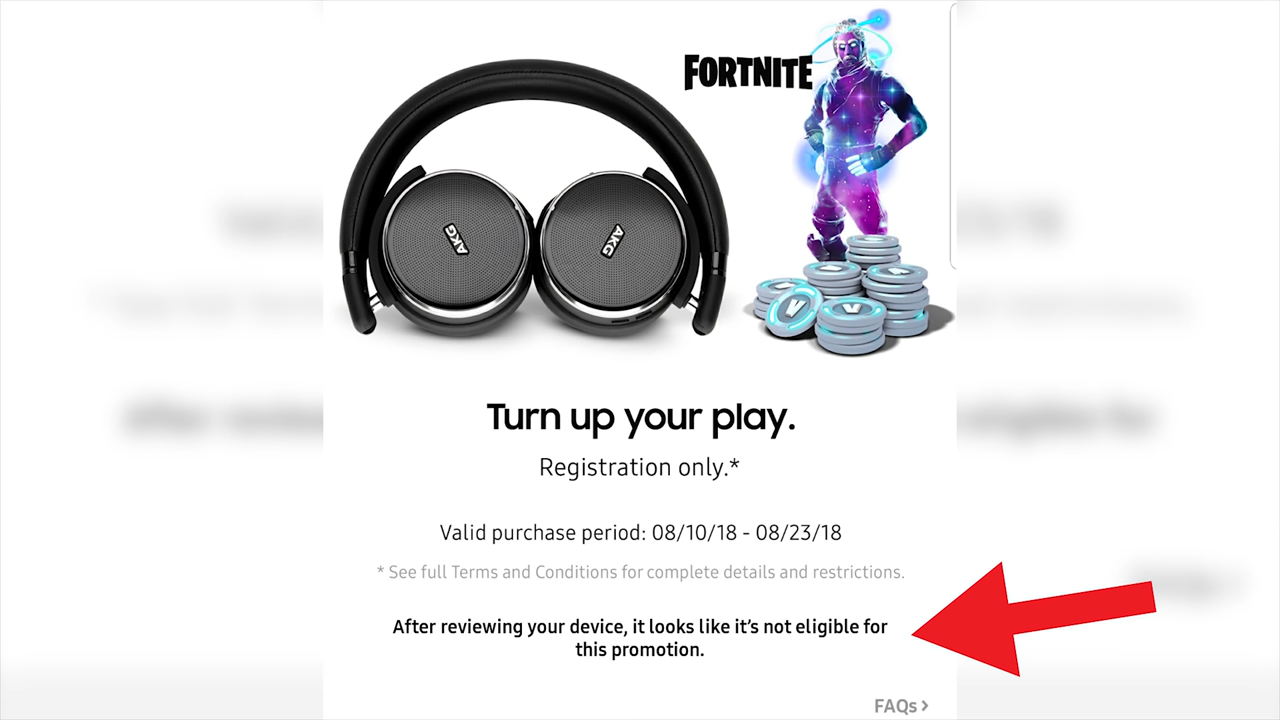 FORTNITE
AKG
AKG
Turn up your play.
Registration only.*
Valid purchase period: 08/10/18 - 08/23/18
* See full Terms and Conditions for complete details and restrictions.
After reviewing your device, it looks like it's not eligible for
this promotion.
FAQs >